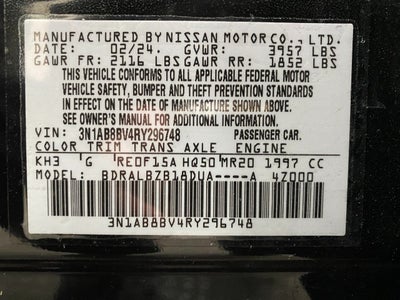 MANUFACTURED BY NISSAN MOTOR CO., LTD.
DATE: 02/24. GVWR: 3957 LBS
GAWR FR: 2116 LBS GAWR RR: 1852 LBS
THIS VEHICLE CONFORMS TO ALL APPLICABLE FEDERAL MOTOR
VEHICLE SAFETY, BUMPER AND THEFT PREVENTION STANDARDS
IN EFFECT ON THE DATE OF MANUFACTURE SHOWN ABOVE.
SEE OWNER'S MANUAL FOR ADDITIONAL INFORMATION.
VIN: 3N1AB8BV4RY296748 PASSENGER CAR.
COLOR TRIM TRANS AXLE ENGINE
KH3 G RE0F15A HQ50 MR20 1997 CC
MODEL: BDRALBZB18DUA----A 4Z000
3N1AB8BV4RY296748